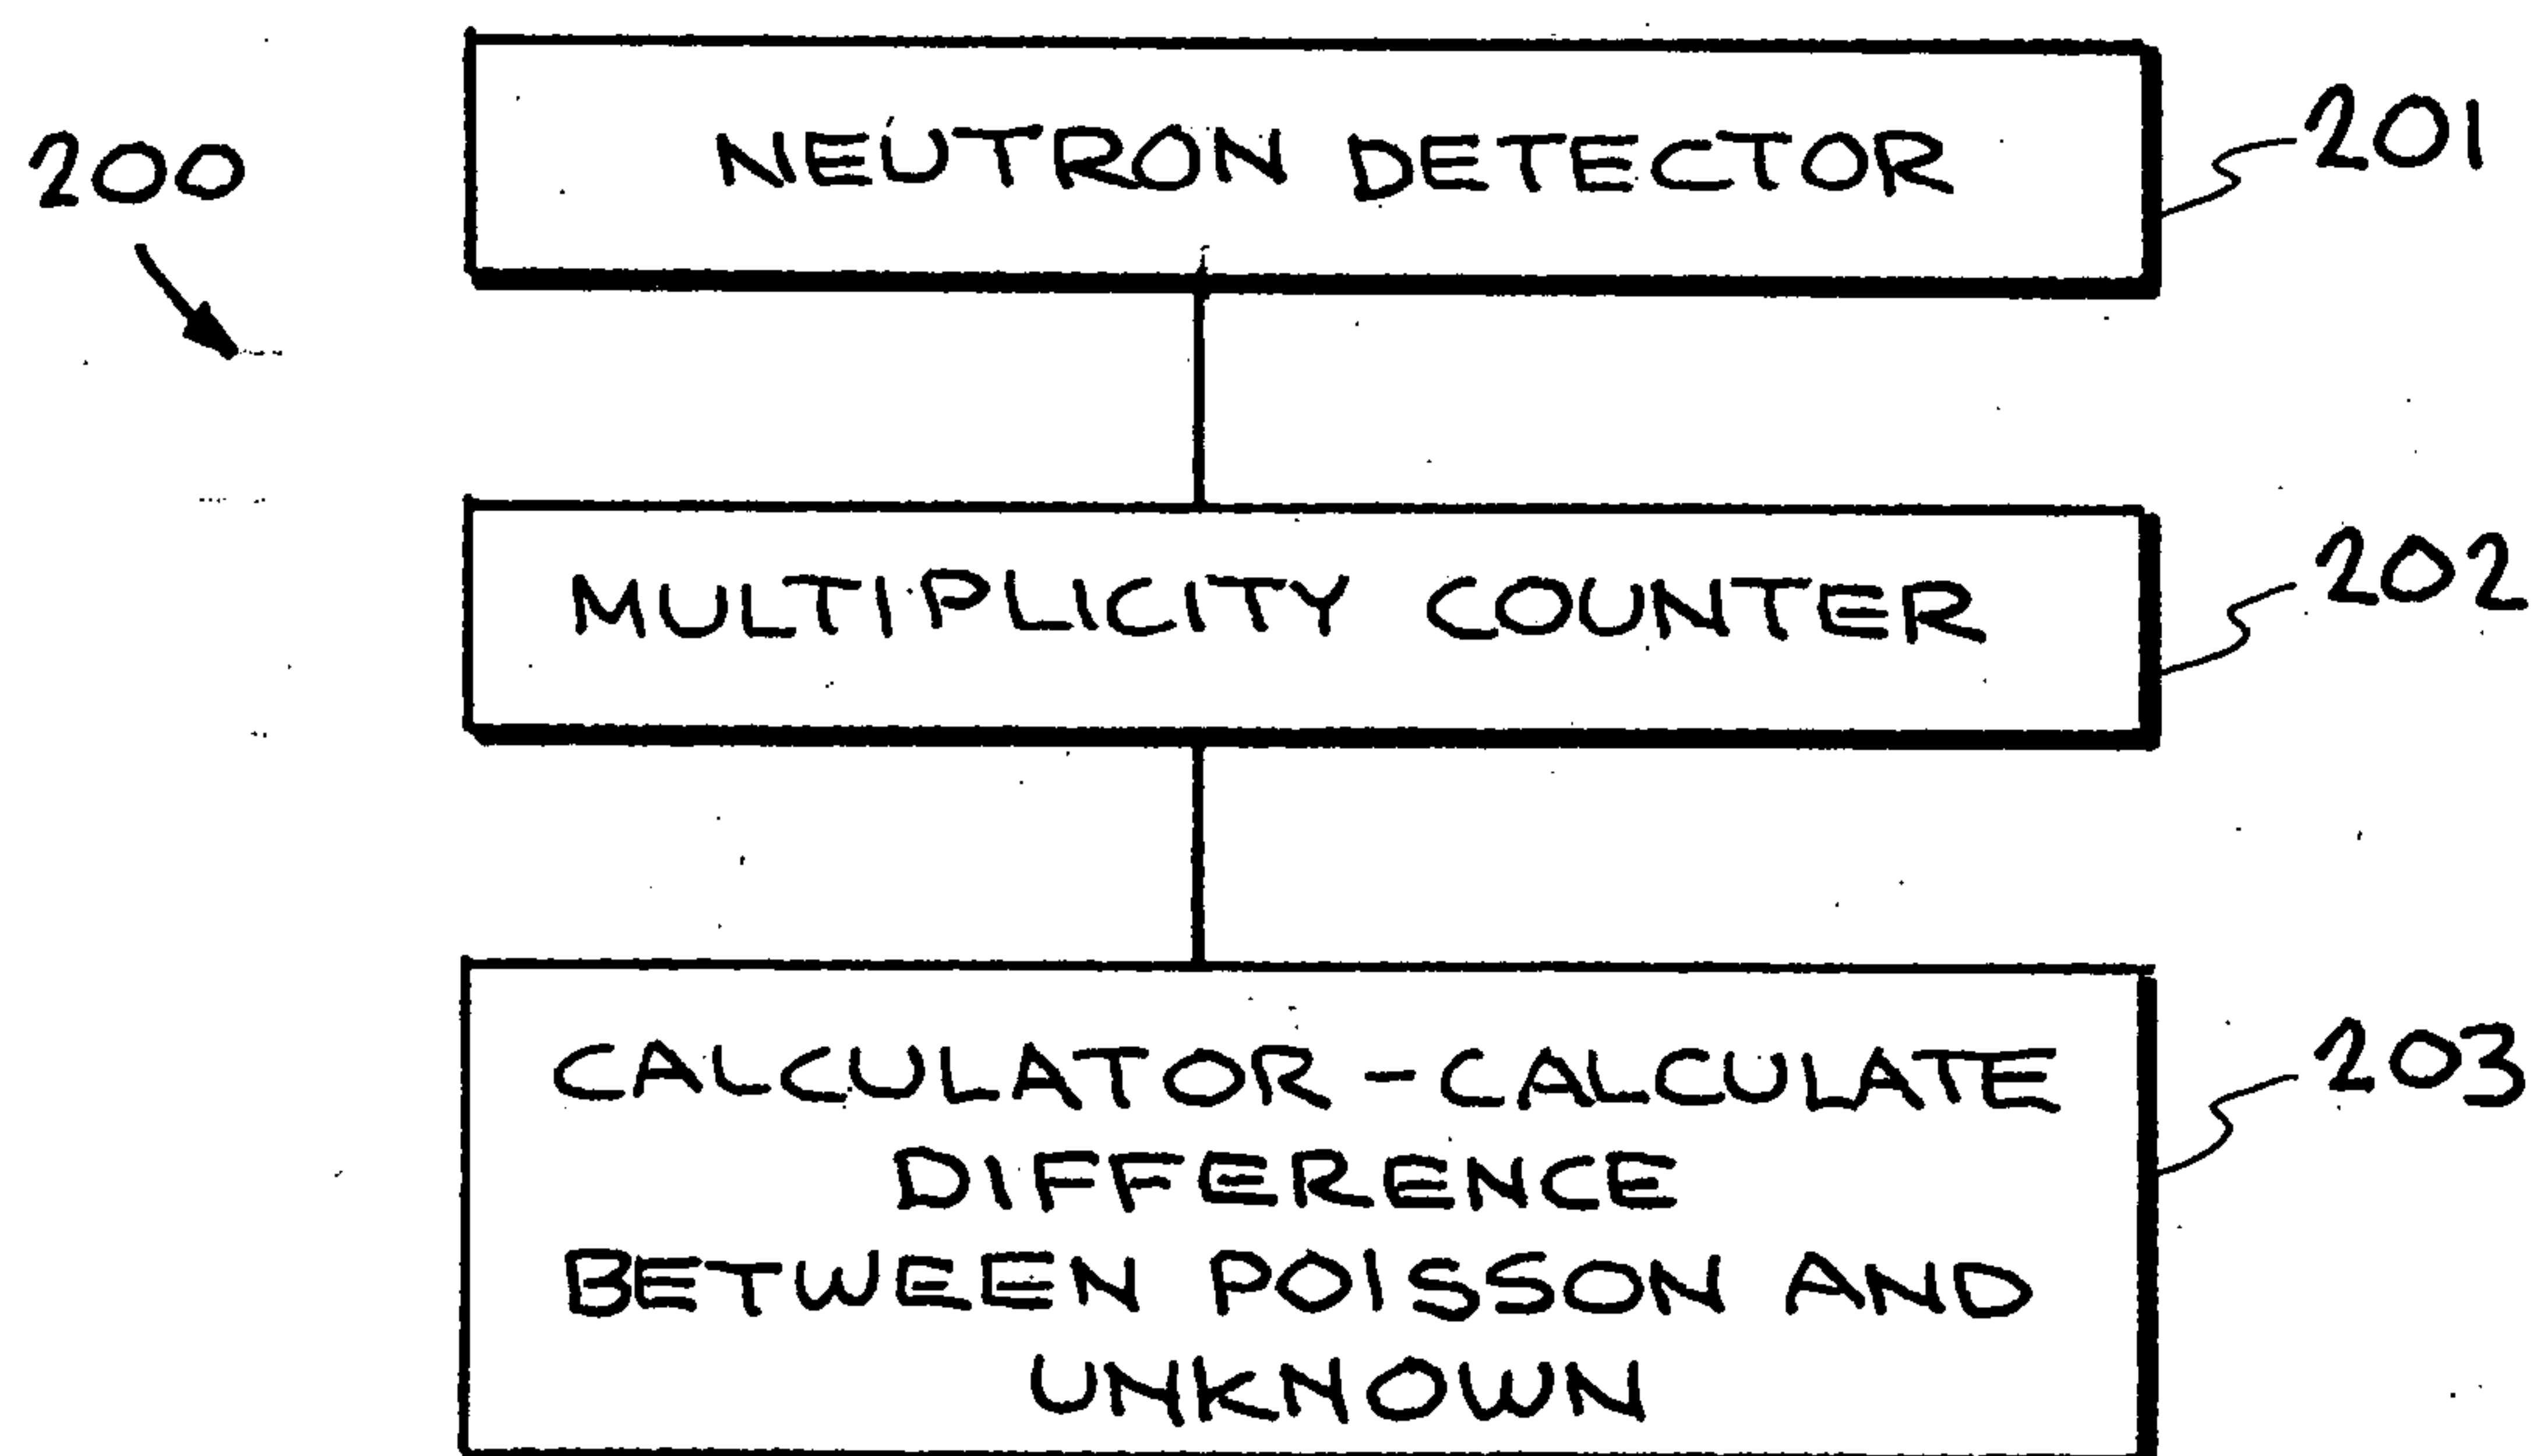 200
NEUTRON DETECTOR
201
MULTIPLICITY COUNTER
202
CALCULATOR - CALCULATE
DIFFERENCE
BETWEEN POISSON AND
UNKNOWN
203